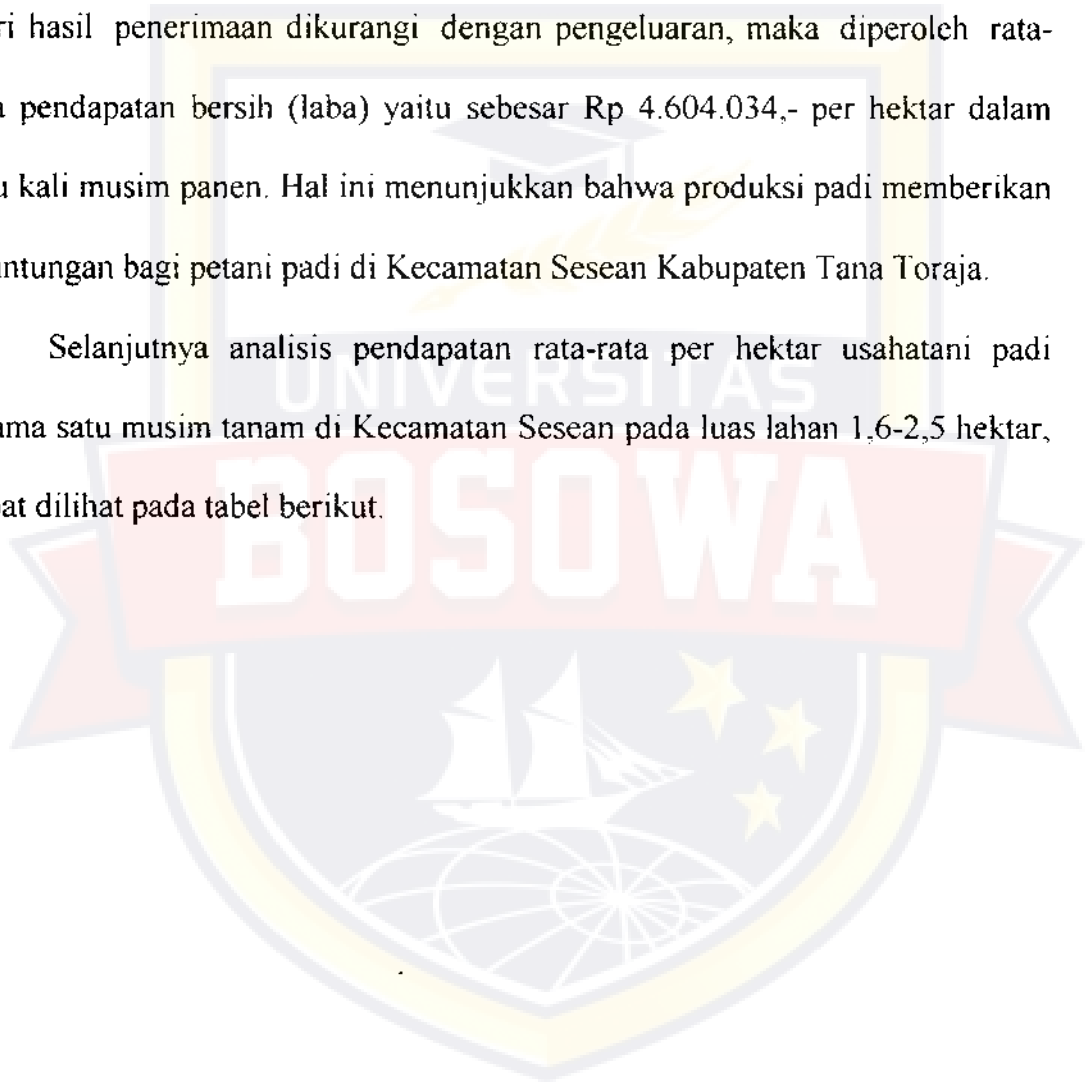 ri hasil penerimaan dikurangi dengan pengeluaran, maka diperoleh rata-
a pendapatan bersih (laba) yaitu sebesar Rp 4.604.034,- per hektar dalam
u kali musim panen. Hal ini menunjukkan bahwa produksi padi memberikan
untungan bagi petani padi di Kecamatan Sesean Kabupaten Tana Toraja.
Selanjutnya analisis pendapatan rata-rata per hektar usahatani padi
UNIVERSITAS
ama satu musim tanam di Kecamatan Sesean pada luas lahan 1,6-2,5 hektar,
at dilihat pada tabel berikut.
BOSOWA